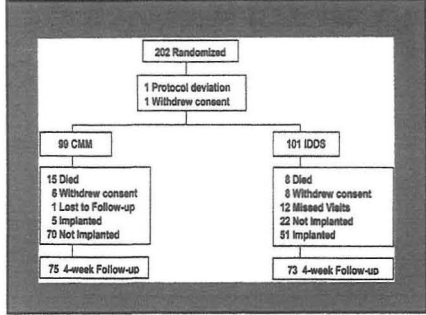 202 Randomized
1 Protocol deviation
1 Withdrew consent
99 CMM
101 IDDS
15 Died
6 Withdrew consent
1 Lost to Follow-up
5 Implanted
70 Not Implanted
8 Died
8 Withdrew consent
12 Missed Visits
22 Not Implanted
51 Implanted
75 4-week Follow-up
73 4-week Follow-up